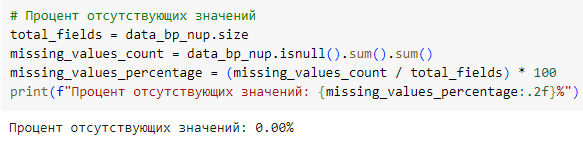 # Процент отсутствующих значений
total_fields = data_bp_nup.size
missing_values_count = data_bp_nup.isnull().sum().sum()
missing_values_percentage = (missing_values_count / total_fields) * 100
print(f"Процент отсутствующих значений: {missing_values_percentage:.2f}%")
Процент отсутствующих значений: 0.00%